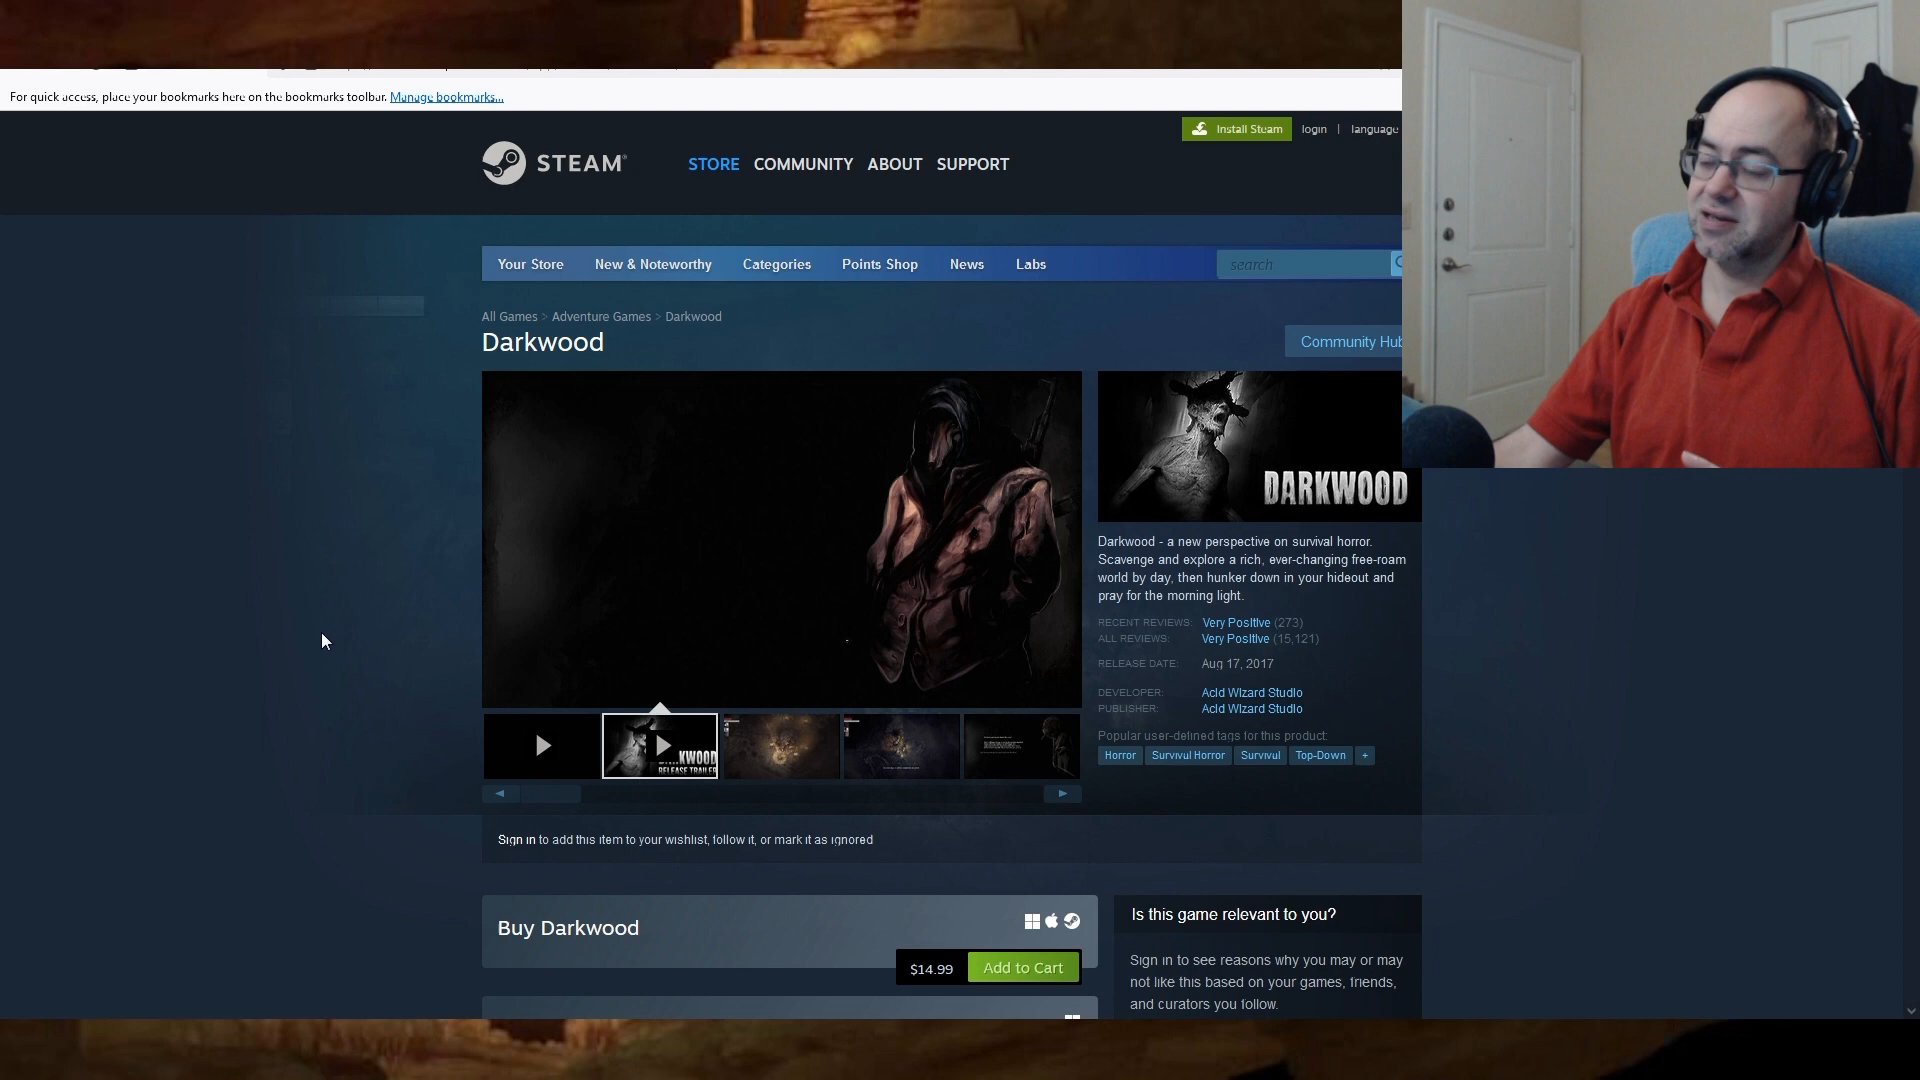 For quick access, place your bookmarks here on the bookmarks toolbar. Manage bookmarks...
Install Steam login | language
STEAM®
STORE COMMUNITY ABOUT SUPPORT
Your Store New & Noteworthy Categories Points Shop News Labs search
All Games > Adventure Games > Darkwood
Darkwood
Community Hub
DARKWOOD
Darkwood - a new perspective on survival horror.
Scavenge and explore a rich, ever-changing free-roam
world by day, then hunker down in your hideout and
pray for the morning light.
RECENT REVIEWS: Very Positive (273)
ALL REVIEWS: Very Positive (15,121)
RELEASE DATE: Aug 17, 2017
DEVELOPER: Acid Wizard Studio
PUBLISHER: Acid Wizard Studio
Popular user-defined tags for this product:
Horror Survival Horror Survival Top-Down +
KWOOD
RELEASE TRAILER
Sign in to add this item to your wishlist, follow it, or mark it as ignored
Buy Darkwood
$14.99 Add to Cart
Is this game relevant to you?
Sign in to see reasons why you may or may
not like this based on your games, friends,
and curators you follow.